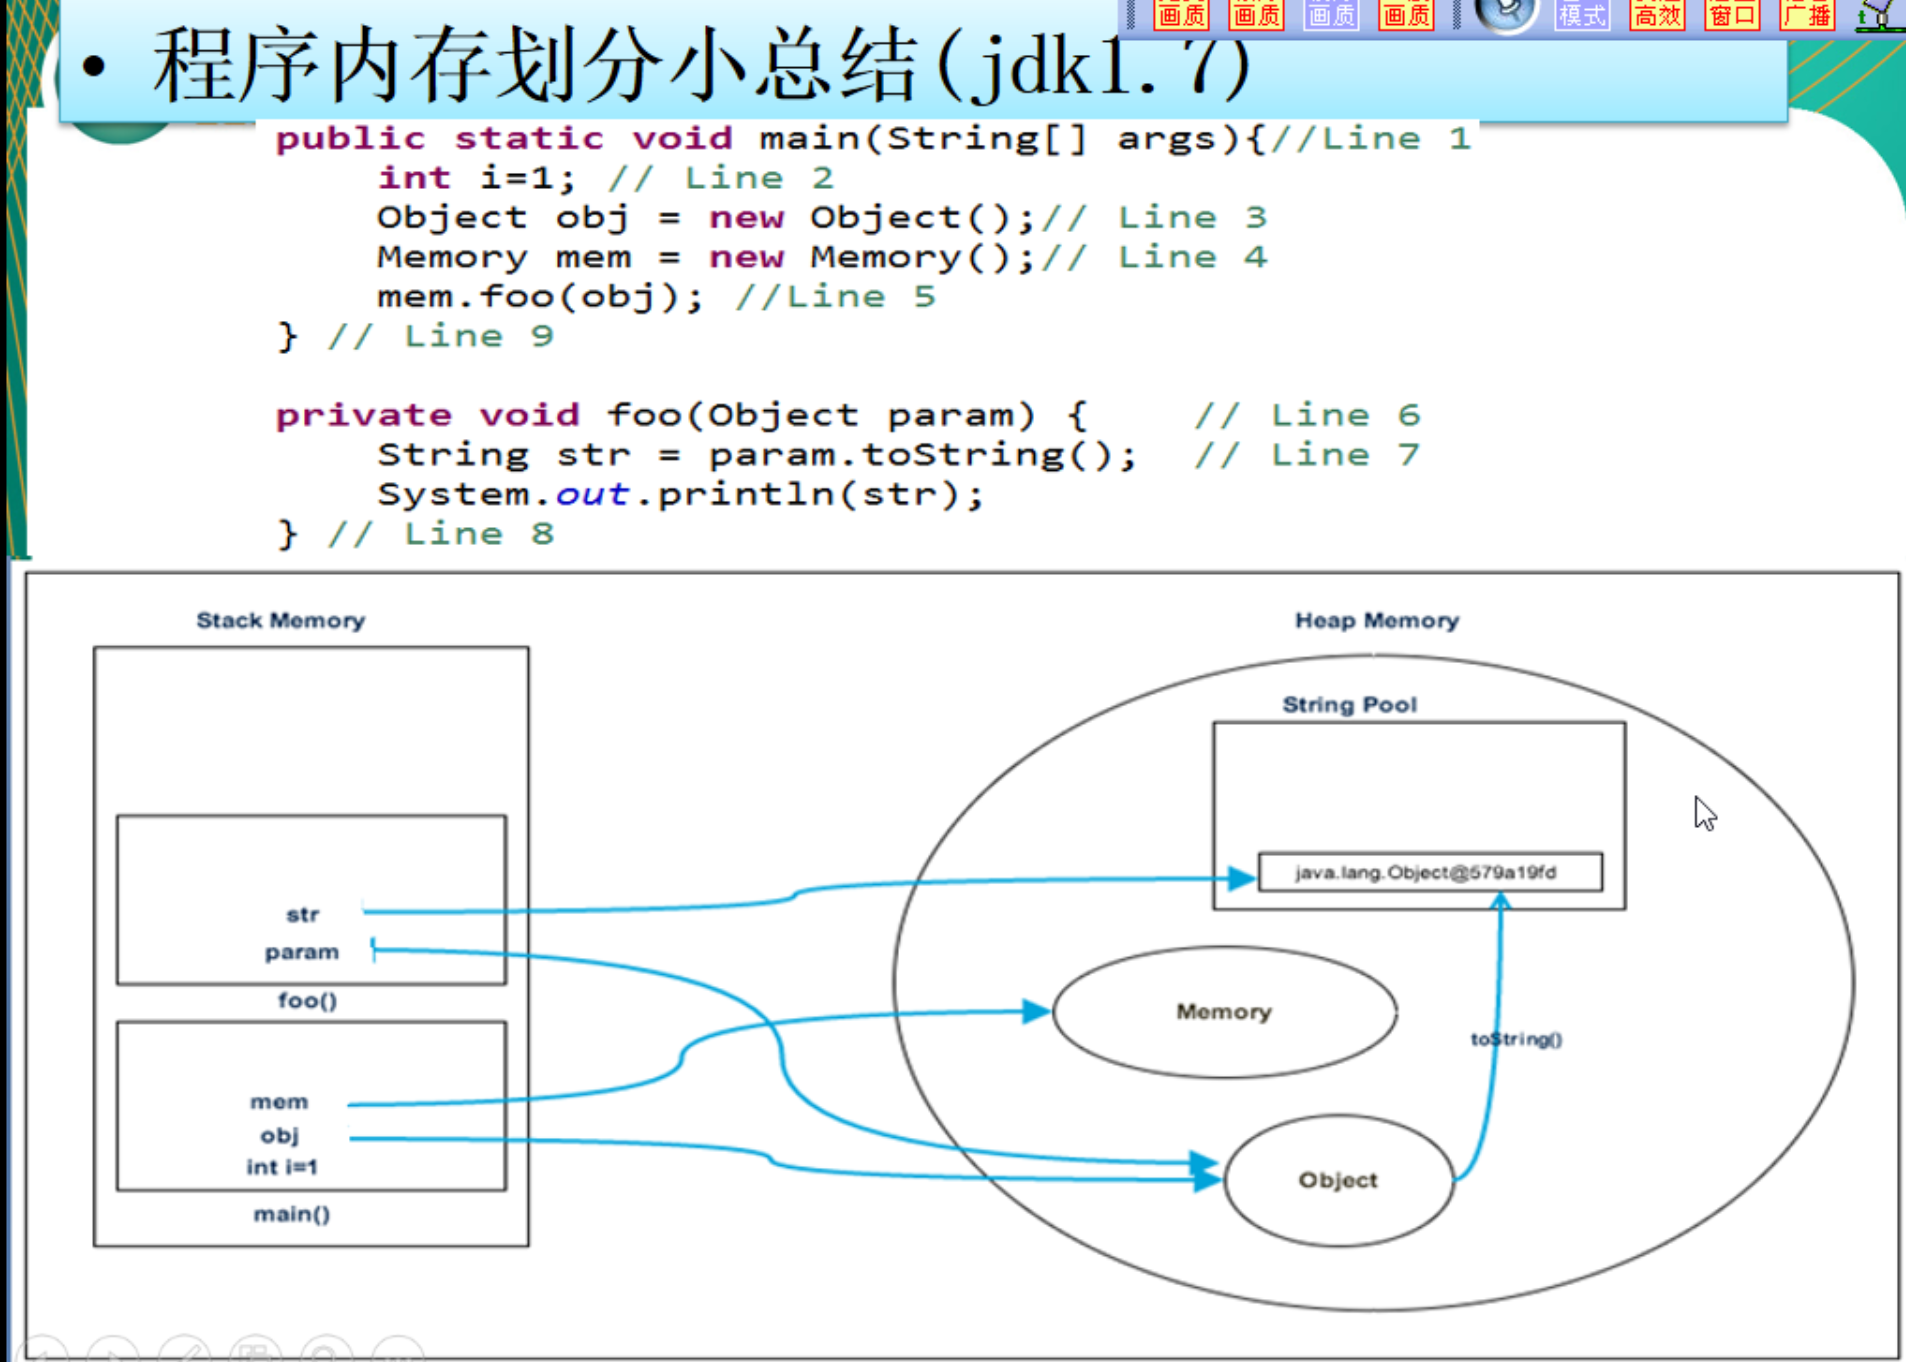 画质 画质 画质 画质 模式 高效 窗口 广播
• 程序内存划分小总结(jdk1.7)
public static void main(String[] args){//Line 1
int i=1; // Line 2
Object obj = new Object();// Line 3
Memory mem = new Memory();// Line 4
mem.foo(obj); //Line 5
} // Line 9
private void foo(Object param) { // Line 6
String str = param.toString(); // Line 7
System.out.println(str);
} // Line 8
Stack Memory
Heap Memory
String Pool
java.lang.Object@579a19fd
str
param
foo()
Memory
toString()
mem
obj
int i=1
main()
Object